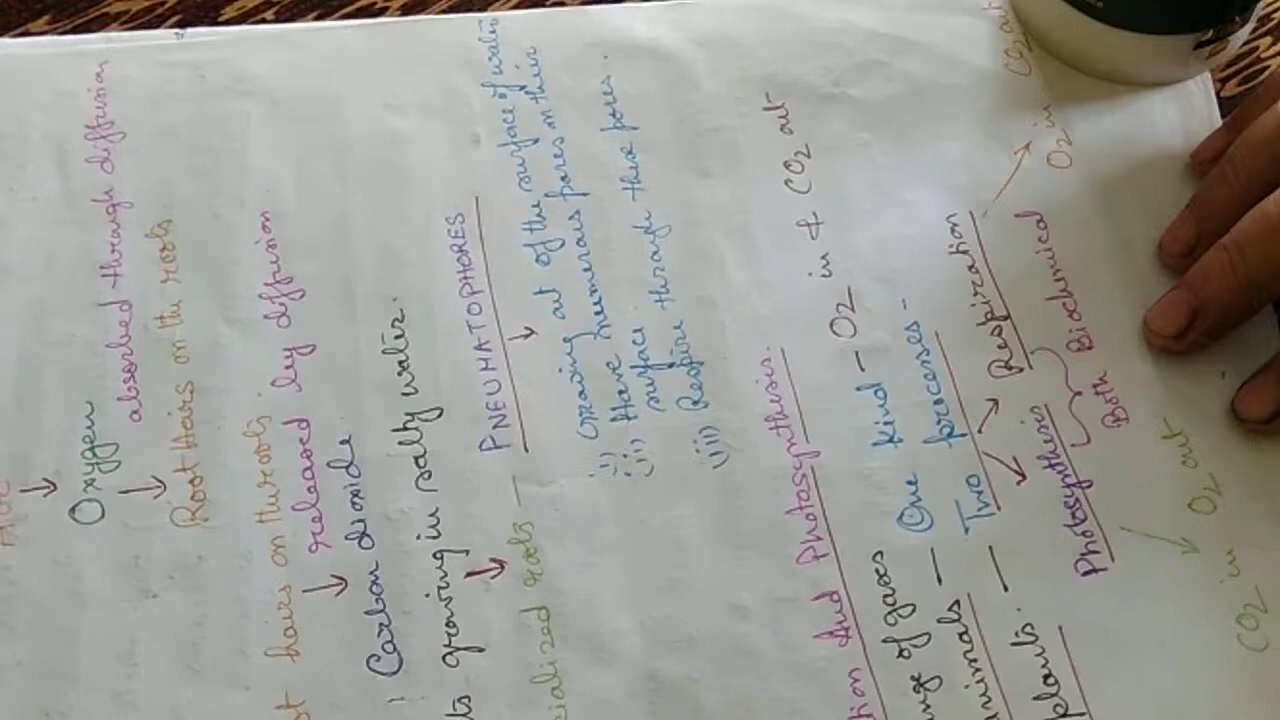 Oxygen
absorbed through diffusion
Root Hairs on the roots
hairs on the roots.
released by diffusion
Carbon dioxide
growing in salty water.
roots — PNEUMATOPHORES
i) Growing out of the surface of water
(ii) Have numerous pores on their
surface.
(iii) Respire through these pores.
And Photosynthesis.
of gases One kind - O2 in & CO2 out
— Two processes.
plants. — Photosynthesis Respiration
Both Biochemical
O2 in CO2 out
CO2 in O2 out